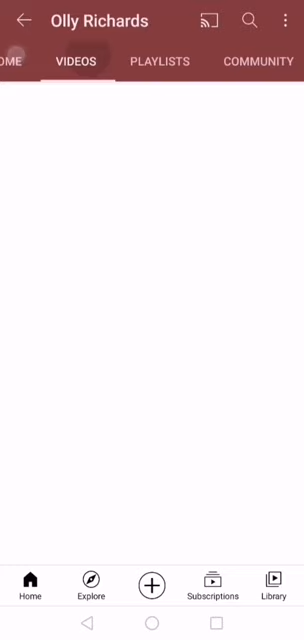 Olly Richards
OME VIDEOS PLAYLISTS COMMUNITY
Home Explore Subscriptions Library